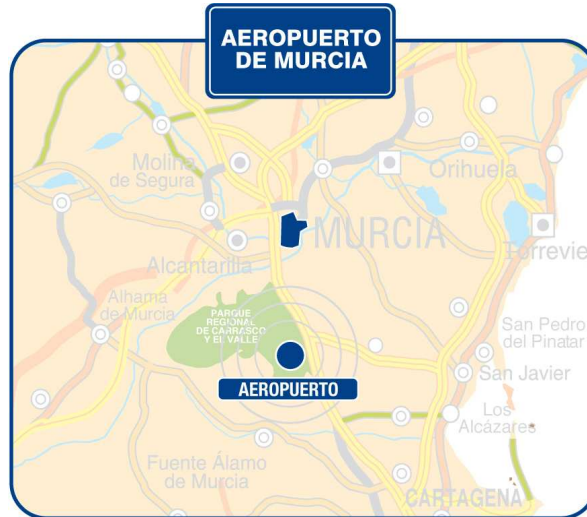 AEROPUERTO
DE MURCIA
Molina
de Segura
Orihuela
MURCIA
Torrevie
Alcantarilla
Alhama
de Murcia
PARQUE
REGIONAL
DE CARRASCO
Y EL VALLE
San Pedro
del Pinatar
San Javier
AEROPUERTO
Los
Alcázares
Fuente Álamo
de Murcia
CARTAGENA